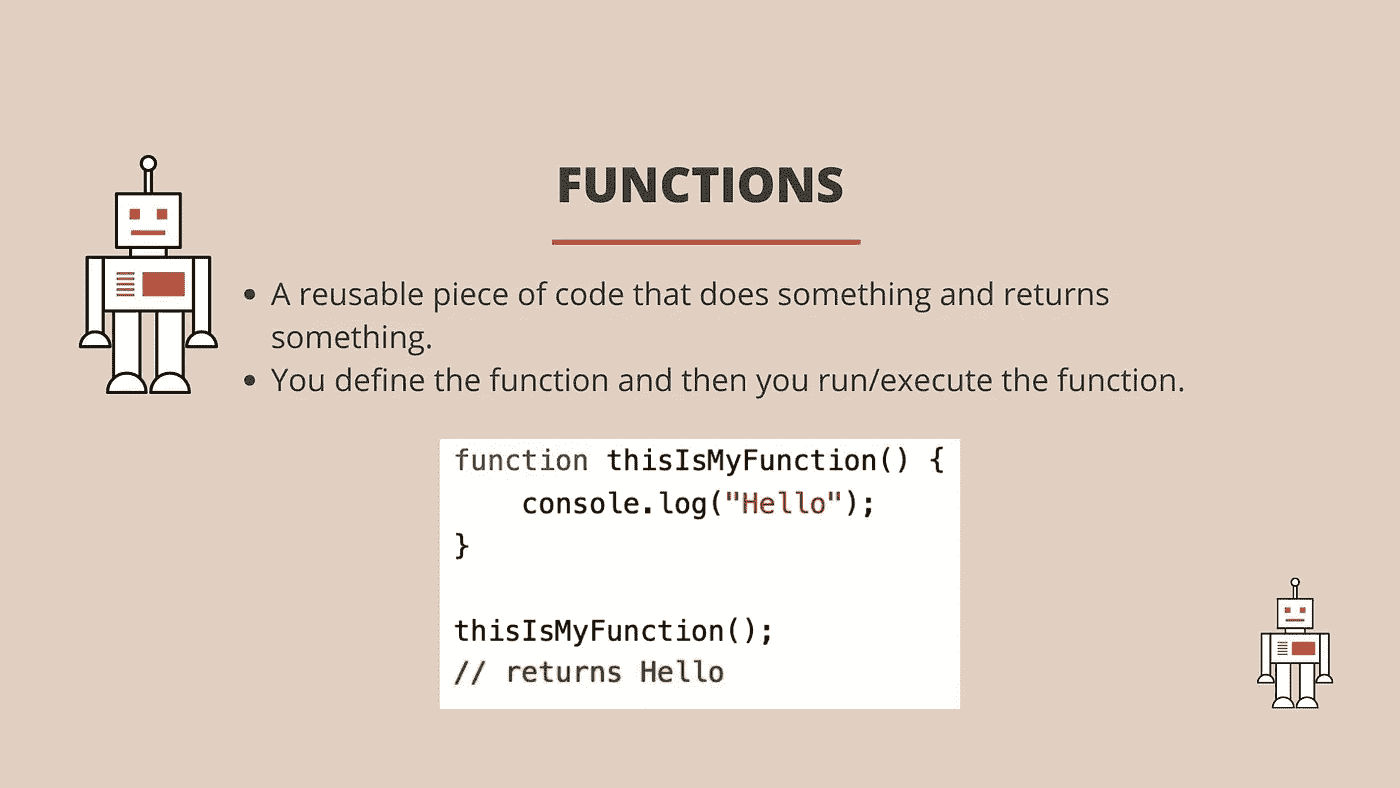 FUNCTIONS
• A reusable piece of code that does something and returns
something.
• You define the function and then you run/execute the function.
function thisIsMyFunction() {
    console.log("Hello");
}
thisIsMyFunction();
// returns Hello